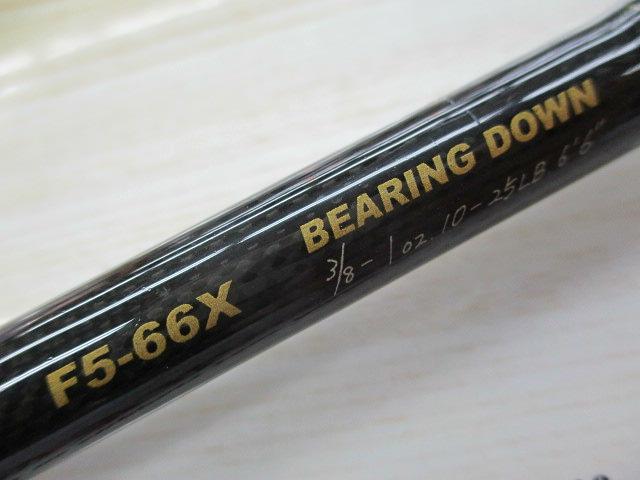 BEARING DOWN
3/8-1oz. 10-25LB 6'6"
F5-66X